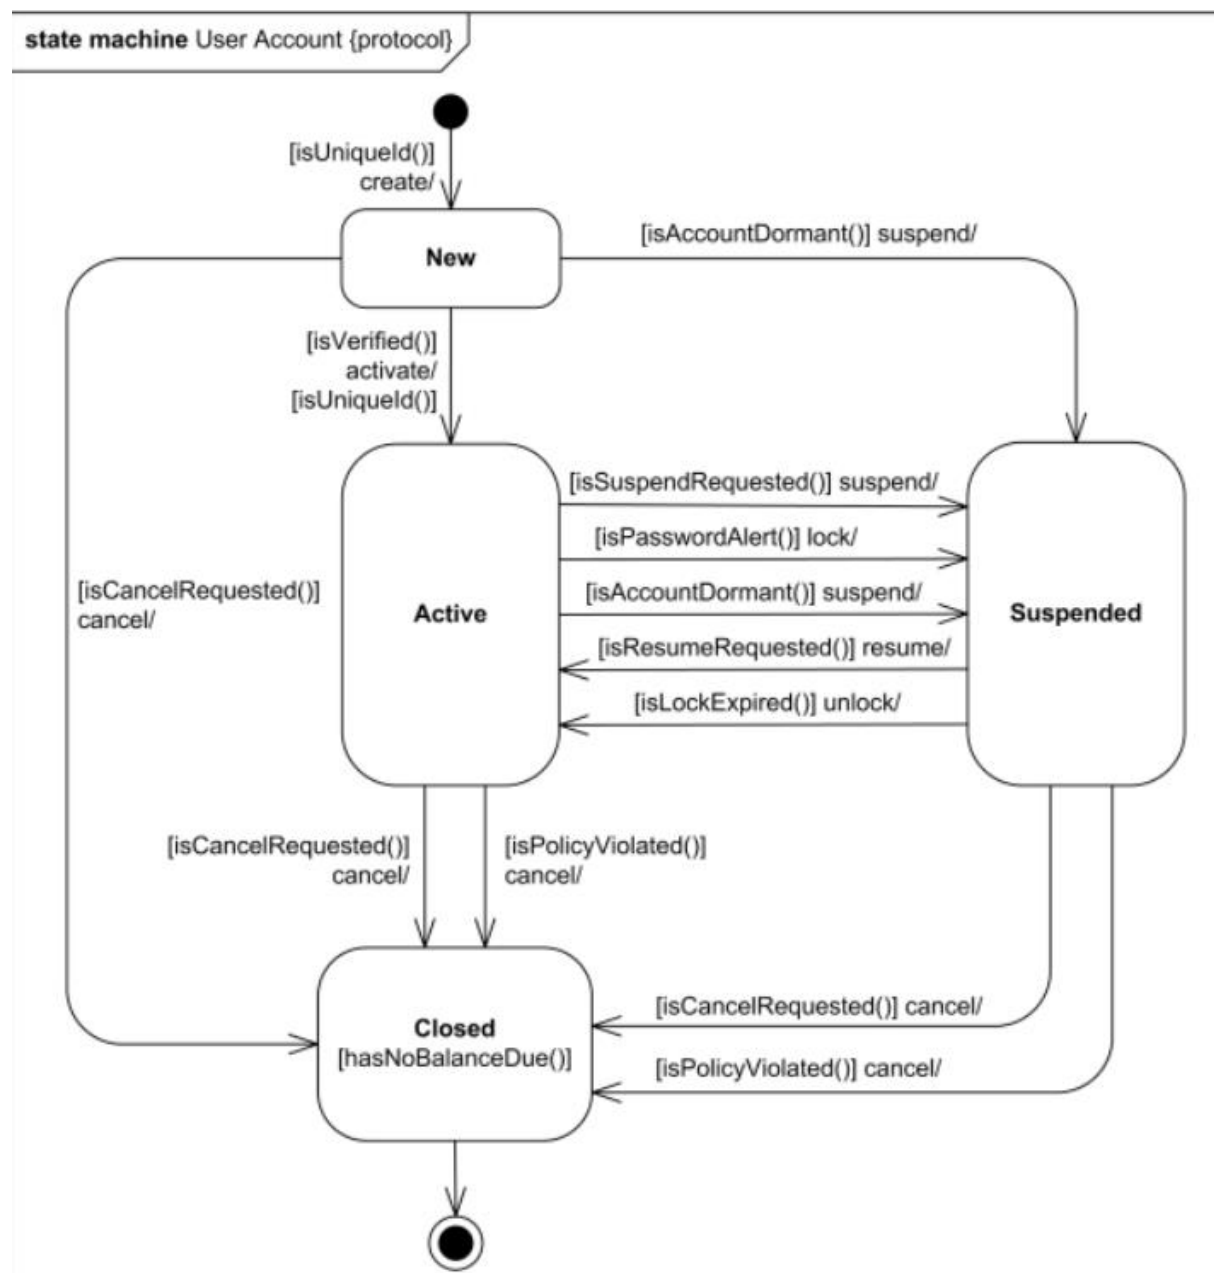 state machine User Account {protocol}
[isUniqueId()]
create/
New
[isAccountDormant()] suspend/
[isVerified()]
activate/
[isUniqueId()]
[isSuspendRequested()] suspend/
[isPasswordAlert()] lock/
[isCancelRequested()]
cancel/
Active
[isAccountDormant()] suspend/
Suspended
[isResumeRequested()] resume/
[isLockExpired()] unlock/
[isCancelRequested()]
cancel/
[isPolicyViolated()]
cancel/
Closed
[hasNoBalanceDue()]
[isCancelRequested()] cancel/
[isPolicyViolated()] cancel/